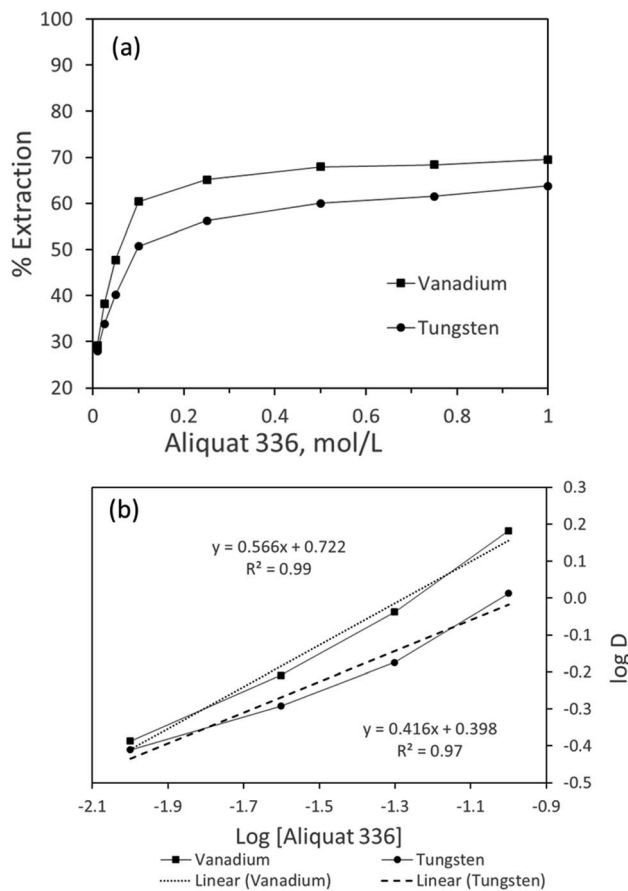 (a)
100
90
80
70
60
50
40
30
20
% Extraction
Vanadium
Tungsten
0
0.2
0.4
0.6
0.8
1
Aliquat 336, mol/L
(b)
y = 0.566x + 0.722
R² = 0.99
y = 0.416x + 0.398
R² = 0.97
0.3
0.2
0.1
0.0
-0.1
-0.2
-0.3
-0.4
-0.5
log D
-2.1
-1.9
-1.7
-1.5
-1.3
-1.1
-0.9
Log [Aliquat 336]
Vanadium
Tungsten
Linear (Vanadium)
Linear (Tungsten)